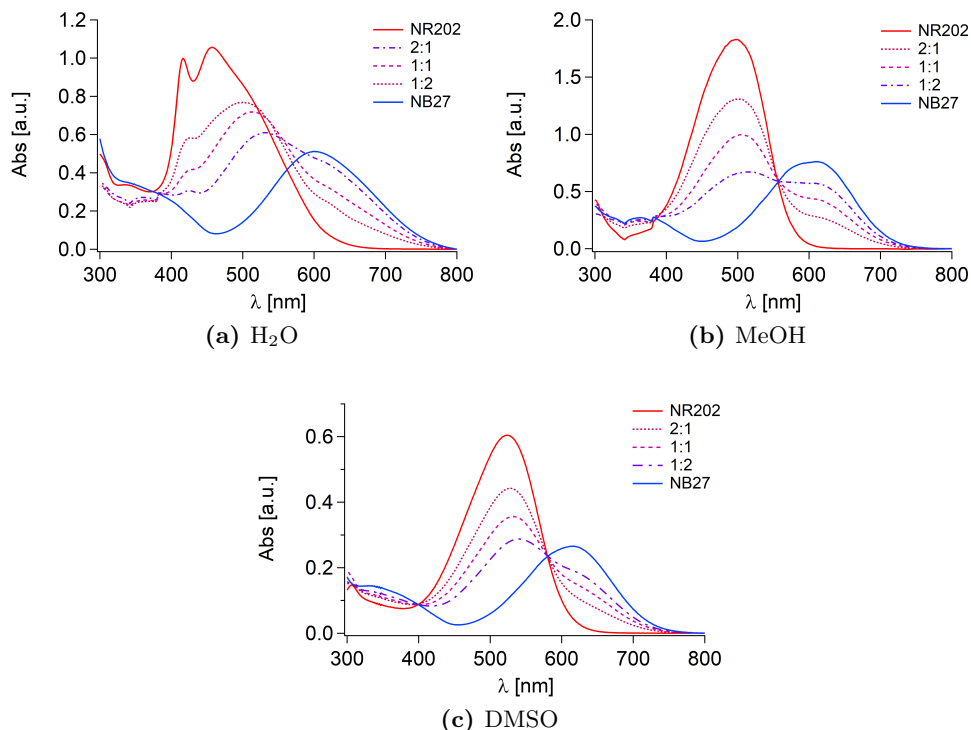 1.2
1.0
0.8
0.6
0.4
0.2
0.0
Abs [a.u.]
300 400 500 600 700 800
λ [nm]
NR202
2:1
1:1
1:2
NB27
(a) H₂O
2.0
1.5
1.0
0.5
0.0
Abs [a.u.]
300 400 500 600 700 800
λ [nm]
NR202
2:1
1:1
1:2
NB27
(b) MeOH
0.6
0.4
0.2
0.0
Abs [a.u.]
300 400 500 600 700 800
λ [nm]
NR202
2:1
1:1
1:2
NB27
(c) DMSO